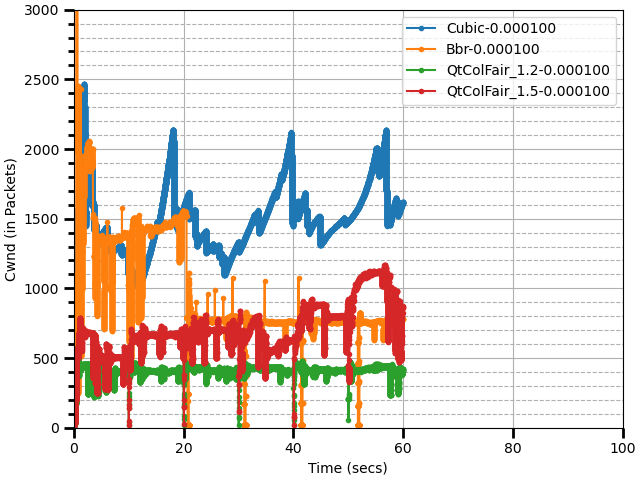 3000
2500
2000
1500
1000
500
0
Cwnd (in Packets)
Cubic-0.000100
Bbr-0.000100
QtColFair_1.2-0.000100
QtColFair_1.5-0.000100
0 20 40 60 80 100
Time (secs)